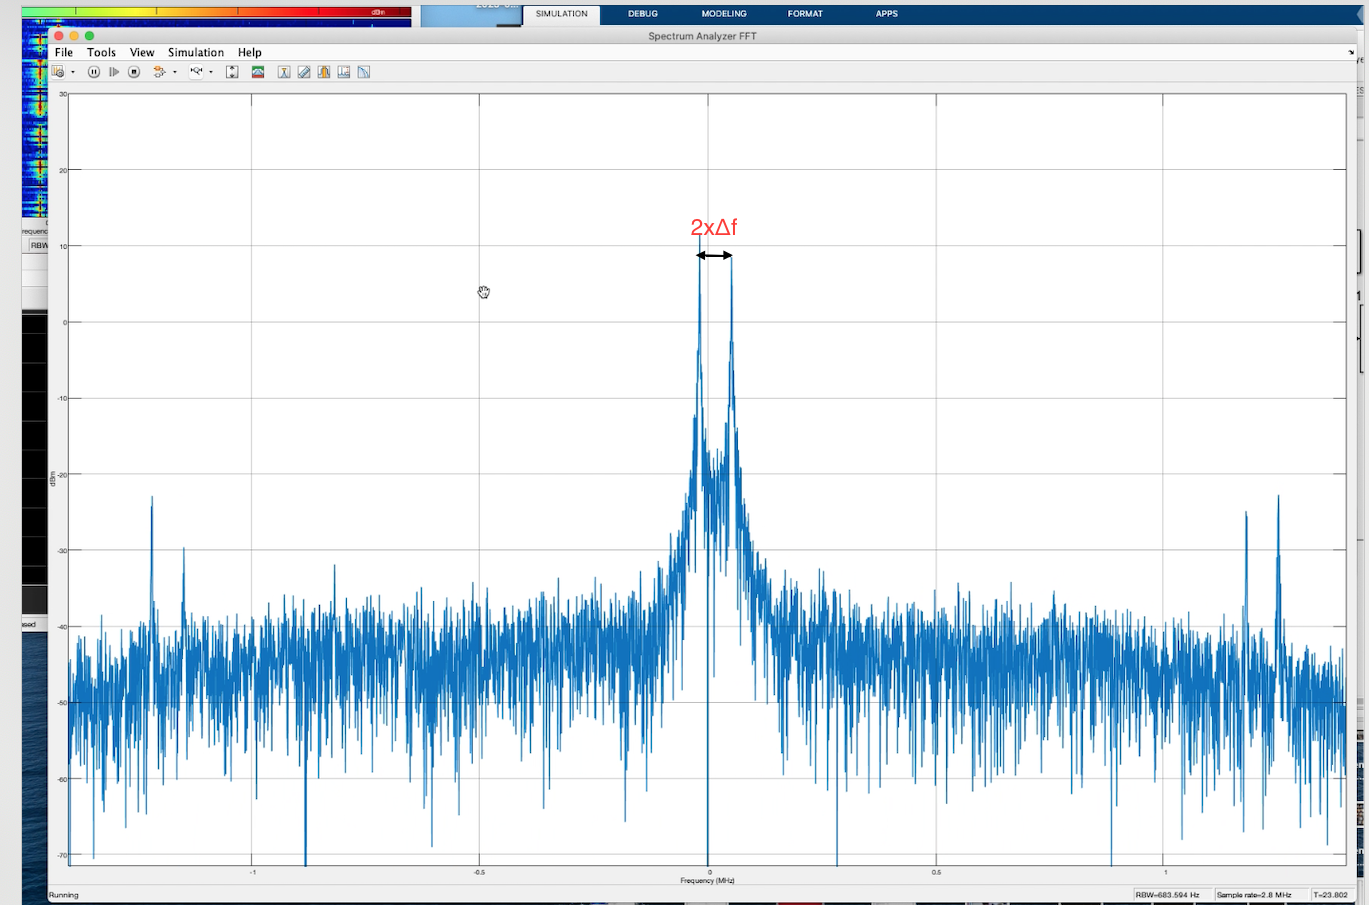 dBm
SIMULATION DEBUG MODELING FORMAT APPS
Spectrum Analyzer FFT
File Tools View Simulation Help
30
20
10
0
-10
-20
-30
-40
-50
-60
-70
dBm
2xΔf
RBW
-1 -0.5 0 0.5 1
Frequency (MHz)
Running RBW=683.594 Hz Sample rate=2.8 MHz T=23.802